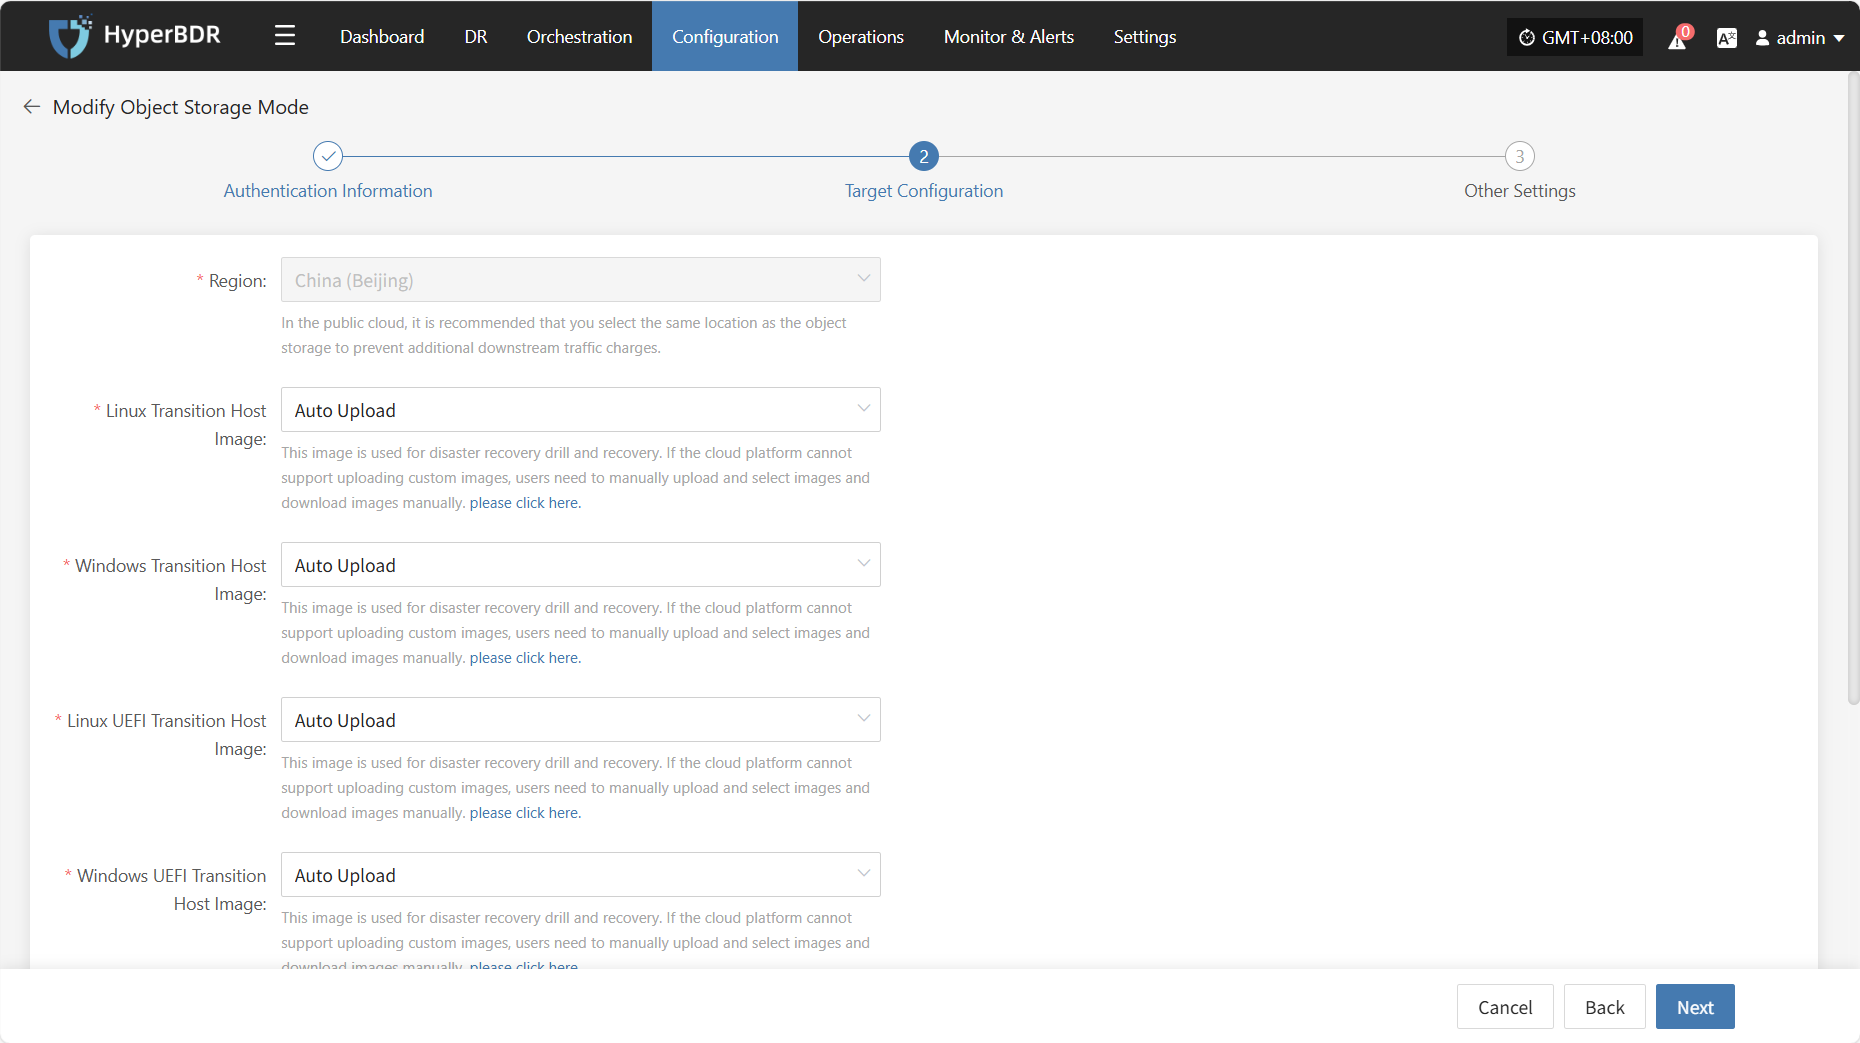 HyperBDR
Dashboard
DR
Orchestration
Configuration
Operations
Monitor & Alerts
Settings
GMT+08:00
0
admin
Modify Object Storage Mode
2
3
Authentication Information
Target Configuration
Other Settings
* Region:
China (Beijing)
In the public cloud, it is recommended that you select the same location as the object
storage to prevent additional downstream traffic charges.
* Linux Transition Host
Image:
Auto Upload
This image is used for disaster recovery drill and recovery. If the cloud platform cannot
support uploading custom images, users need to manually upload and select images and
download images manually. please click here.
* Windows Transition Host
Image:
Auto Upload
This image is used for disaster recovery drill and recovery. If the cloud platform cannot
support uploading custom images, users need to manually upload and select images and
download images manually. please click here.
* Linux UEFI Transition Host
Image:
Auto Upload
This image is used for disaster recovery drill and recovery. If the cloud platform cannot
support uploading custom images, users need to manually upload and select images and
download images manually. please click here.
* Windows UEFI Transition
Host Image:
Auto Upload
This image is used for disaster recovery drill and recovery. If the cloud platform cannot
support uploading custom images, users need to manually upload and select images and
download images manually. please click here.
Cancel
Back
Next